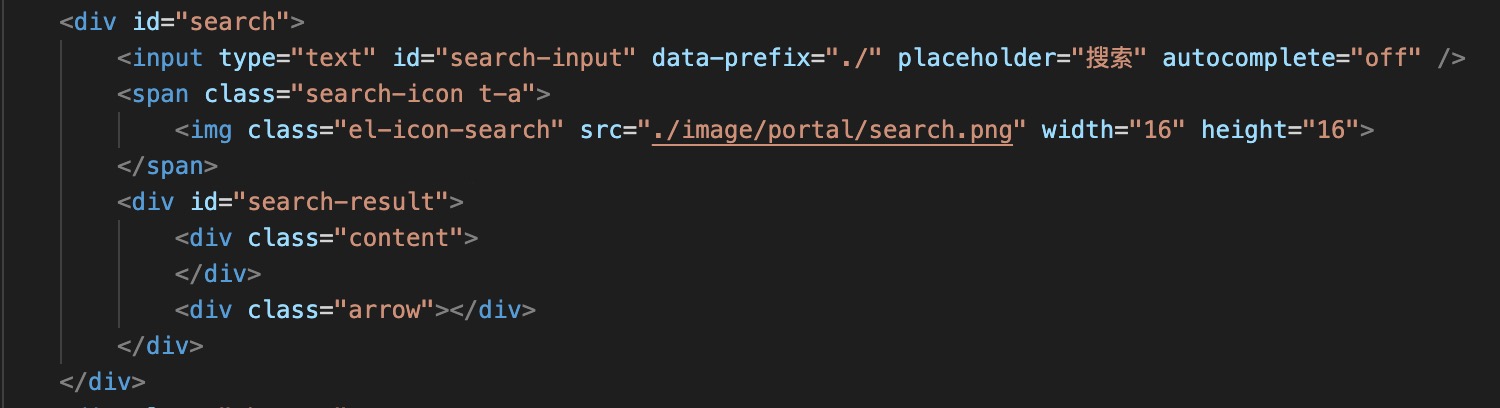 <div id="search">
<input type="text" id="search-input" data-prefix="./" placeholder="搜索" autocomplete="off" />
<span class="search-icon t-a">
<img class="el-icon-search" src="./image/portal/search.png" width="16" height="16">
</span>
<div id="search-result">
<div class="content">
</div>
<div class="arrow"></div>
</div>
</div>